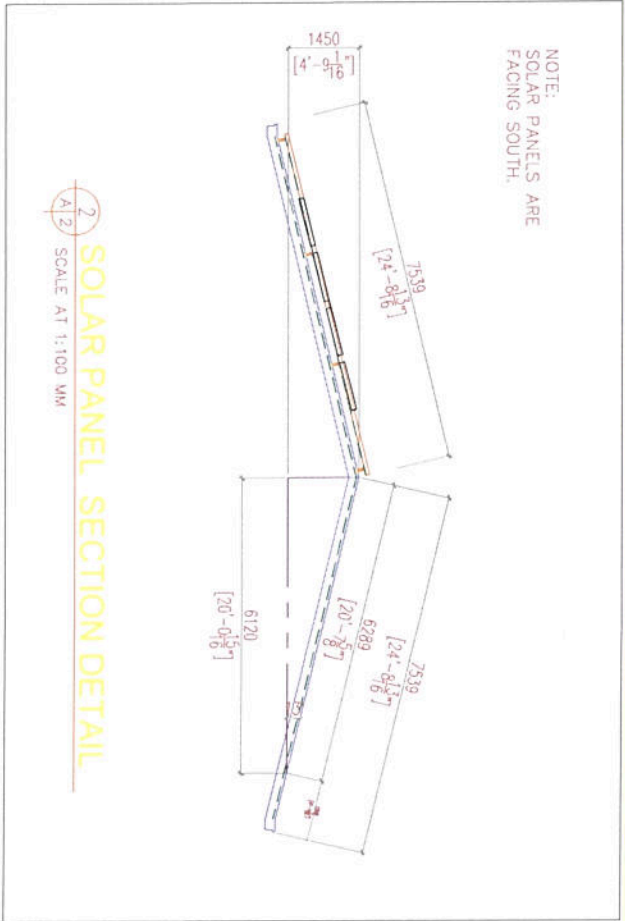 NOTE:
SOLAR PANELS ARE
FACING SOUTH.
1450
[4'-9 1/16"]
7539
[24'-8 13/16"]
7539
[24'-8 13/16"]
6289
[20'-7 5/8"]
6120
[20'-0 15/16"]
2
A 2
SOLAR PANEL SECTION DETAIL
SCALE AT 1:100 MM